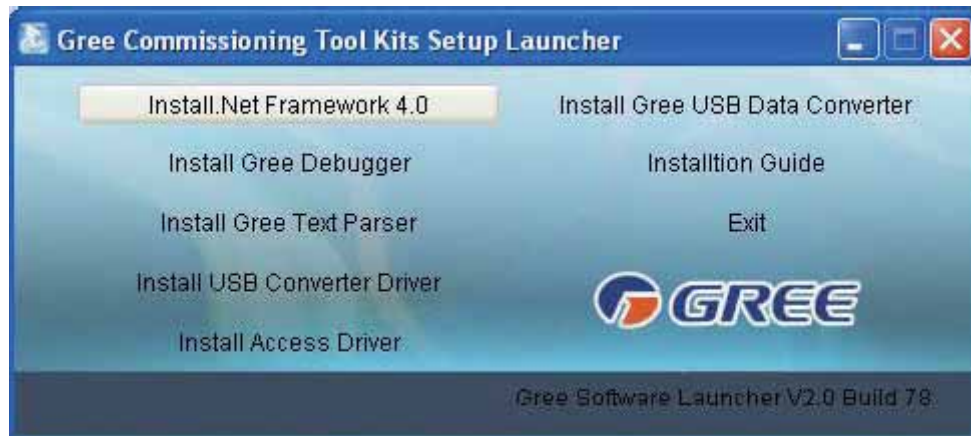 Gree Commissioning Tool Kits Setup Launcher
Install.Net Framework 4.0
Install Gree Debugger
Install Gree Text Parser
Install USB Converter Driver
Install Access Driver
Install Gree USB Data Converter
Installtion Guide
Exit
GREE
Gree Software Launcher V2.0 Build 78